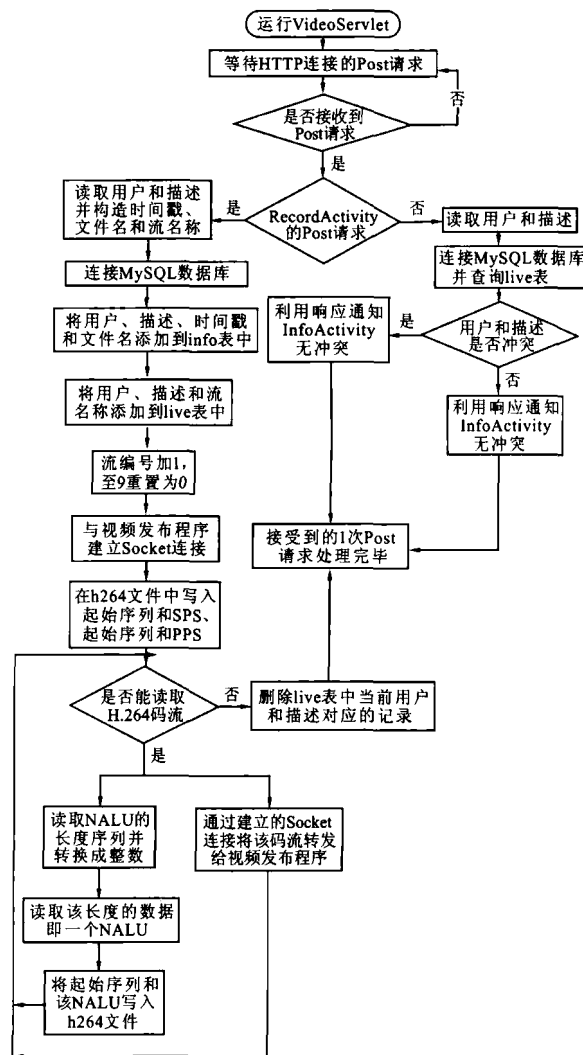 运行VideoServlet
等待HTTP连接的Post请求
否
是否接收到
Post请求
是
读取用户和描述
并构造时间戳、
文件名和流名称
是
RecordActivity
的Post请求
否
读取用户和描述
连接MySQL数据库
连接MySQL数据库
并查询live表
将用户、描述、时间戳
和文件名添加到info表中
利用响应通知
InfoActivity
无冲突
是
用户和描述
是否冲突
否
将用户、描述和流
名称添加到live表中
利用响应通知
InfoActivity
无冲突
流编号加1,
至9重置为0
与视频发布程序
建立Socket连接
接受到的1次Post
请求处理完毕
在h264文件中写入
起始序列和SPS、
起始序列和PPS
是否能读取
H.264码流
否
删除live表中当前用户
和描述对应的记录
是
读取NALU的
长度序列并
转换成整数
通过建立的Socket
连接将该码流转发
给视频发布程序
读取该长度的数据
即一个NALU
将起始序列和
该NALU写入
h264文件